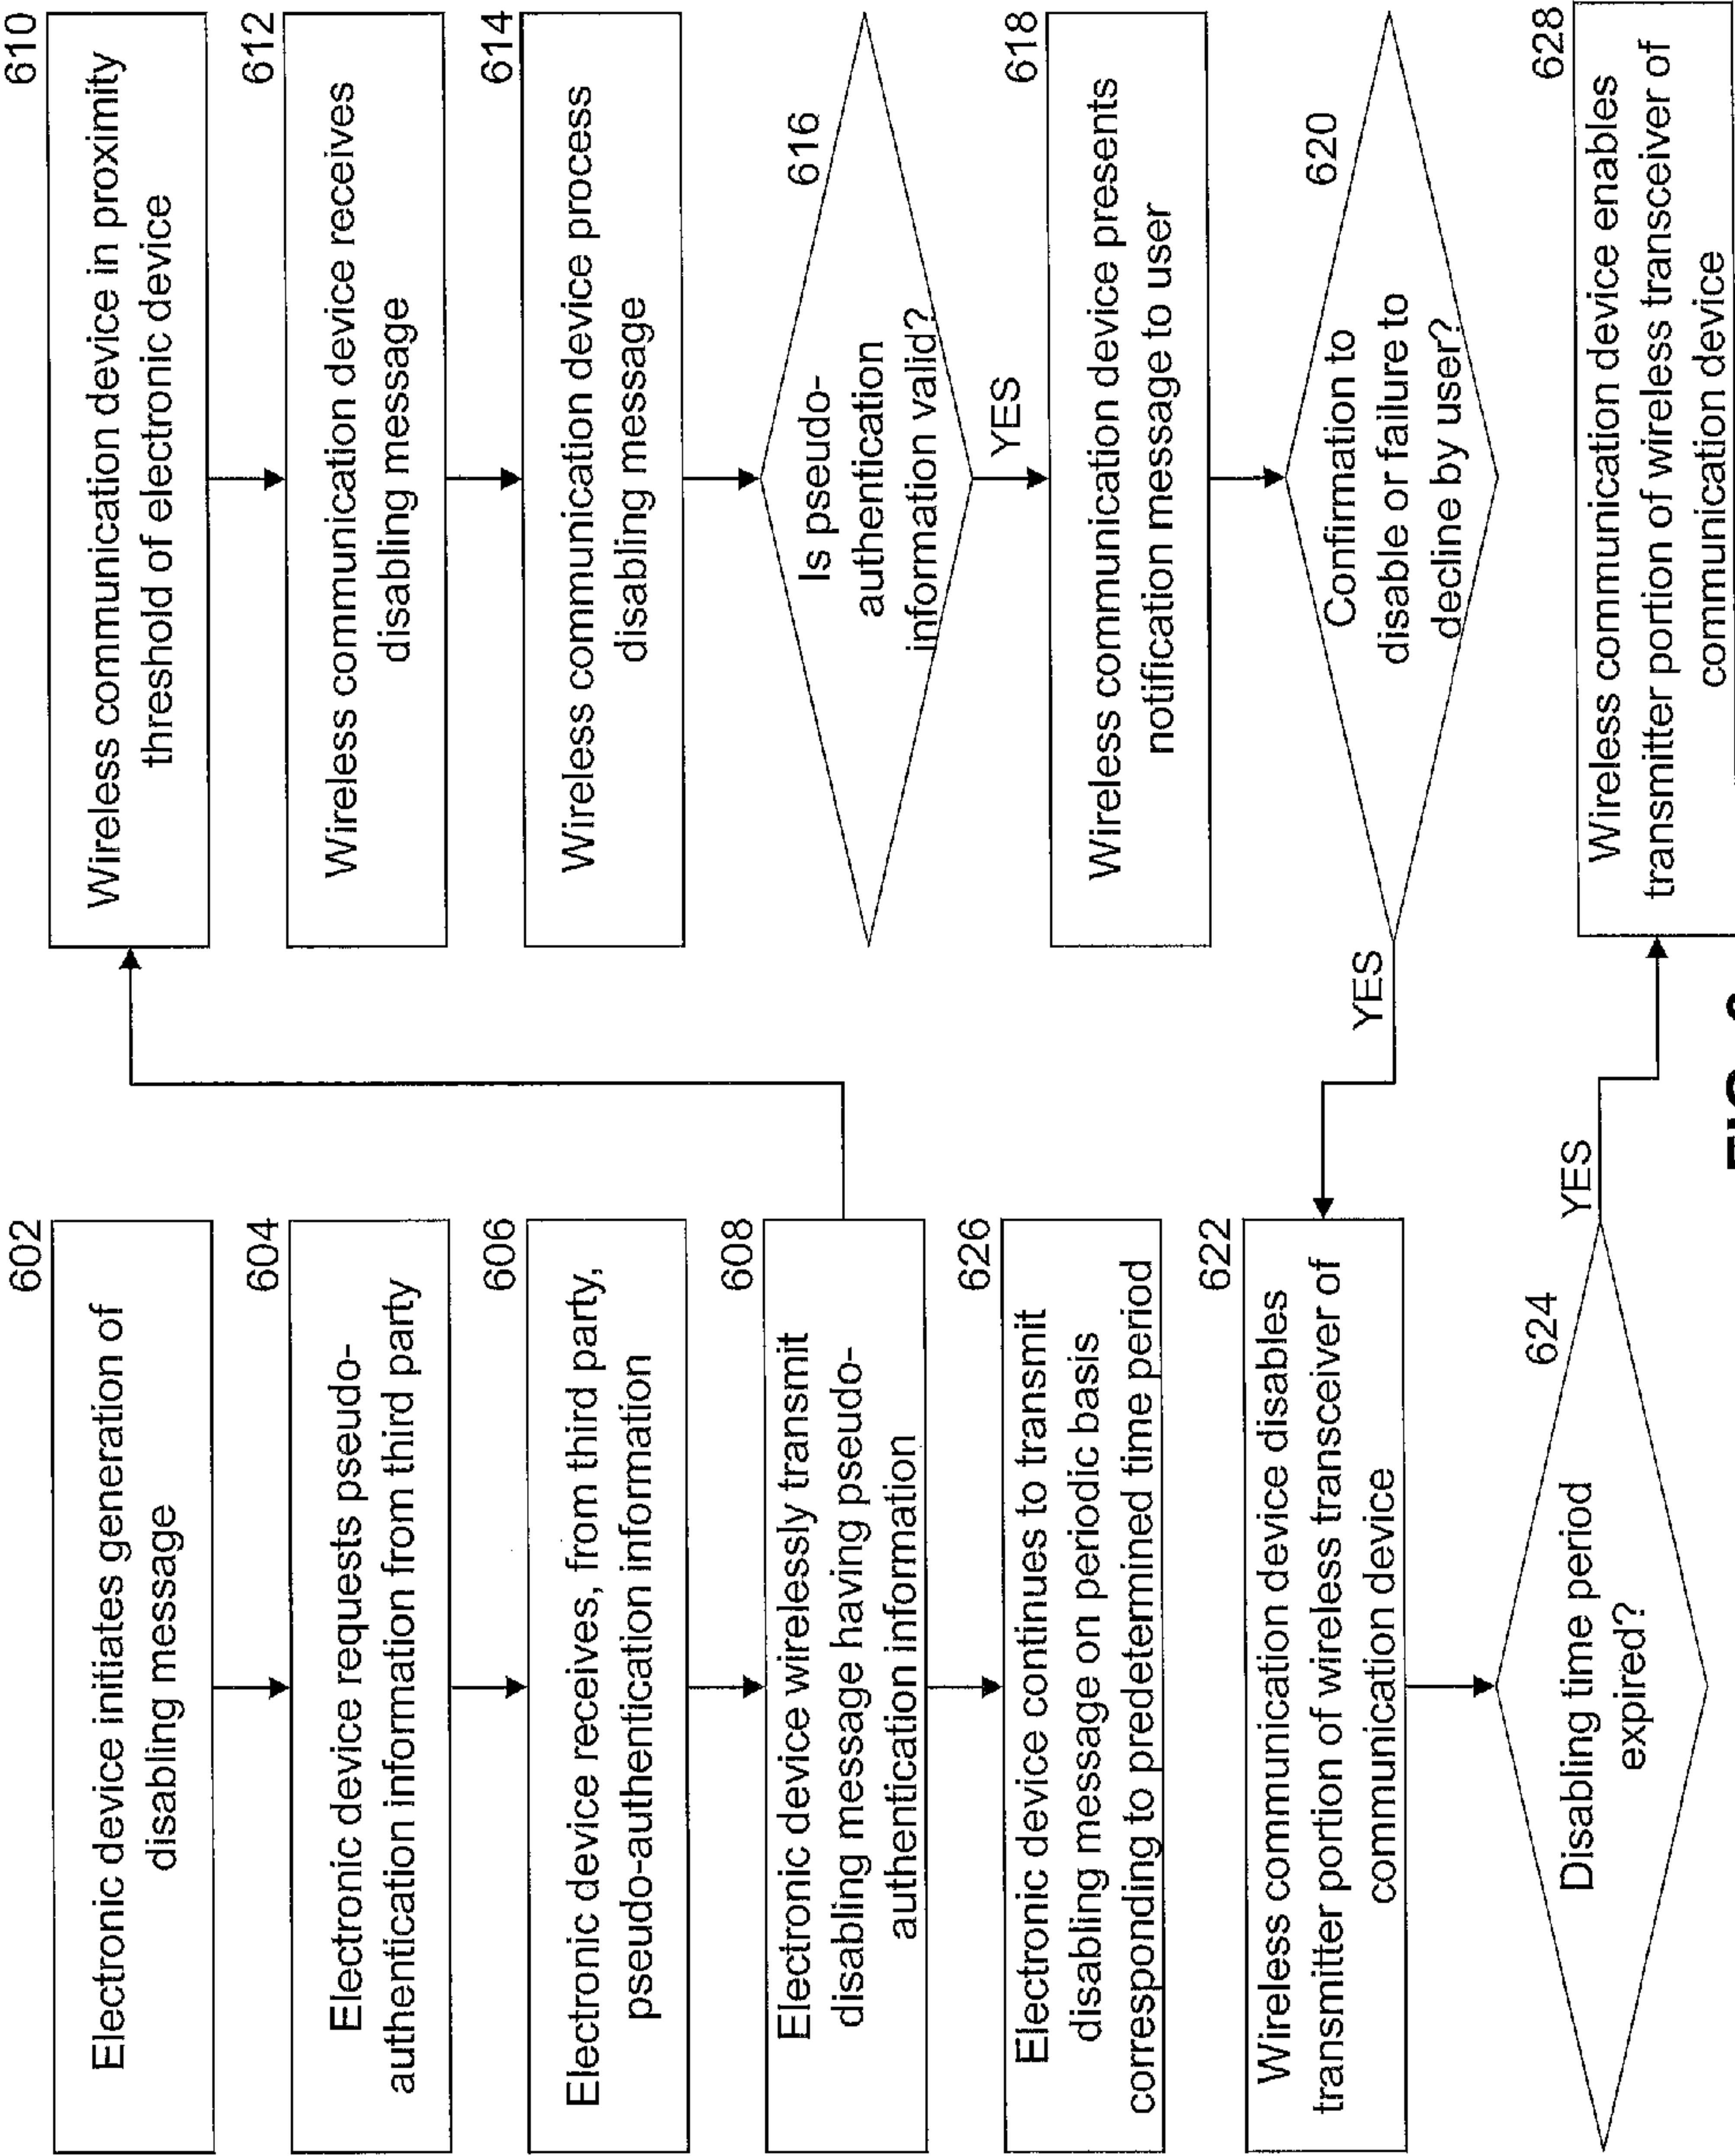 602
Electronic device initiates generation of
disabling message
604
Electronic device requests pseudo-
authentication information from third party
606
Electronic device receives, from third party,
pseudo-authentication information
608
Electronic device wirelessly transmit
disabling message having pseudo-
authentication information
626
Electronic device continues to transmit
disabling message on periodic basis
corresponding to predetermined time period
622
Wireless communication device disables
transmitter portion of wireless transceiver of
communication device
624
Disabling time period
expired?
YES
610
Wireless communication device in proximity
threshold of electronic device
612
Wireless communication device receives
disabling message
614
Wireless communication device process
disabling message
616
Is pseudo-
authentication
information valid?
YES
618
Wireless communication device presents
notification message to user
620
Confirmation to
disable or failure to
decline by user?
YES
628
Wireless communication device enables
transmitter portion of wireless transceiver of
communication device